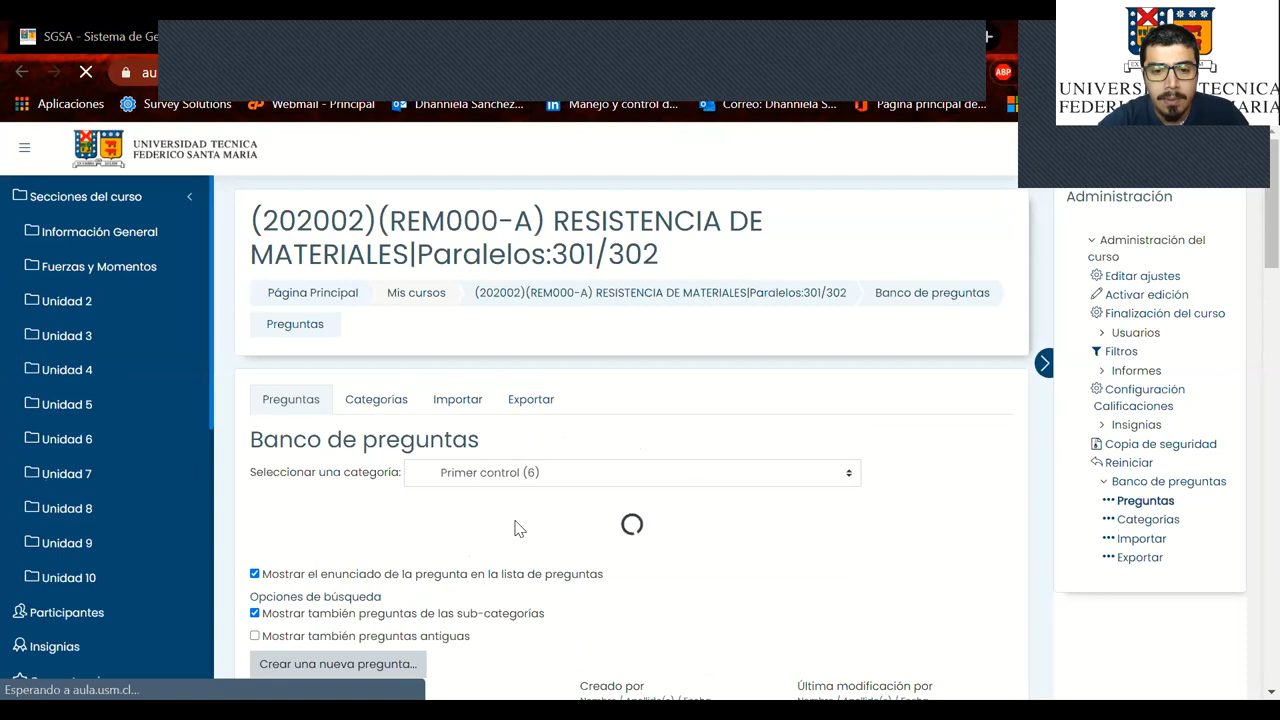 SGSA - Sistema de Ge
au
ABP
Aplicaciones
Survey Solutions
Webmail - Principal
Dhanniela Sánchez...
Manejo y control d...
Correo: Dhanniela S...
Página principal de...
UNIVERSIDAD TECNICA
FEDERICO SANTA MARIA
UNIVERSIDAD TECNICA
FEDERICO SANTA MARIA
Secciones del curso
Información General
Fuerzas y Momentos
Unidad 2
Unidad 3
Unidad 4
Unidad 5
Unidad 6
Unidad 7
Unidad 8
Unidad 9
Unidad 10
Participantes
Insignias
Esperando a aula.usm.cl...
(202002)(REM000-A) RESISTENCIA DE
MATERIALES|Paralelos:301/302
Página Principal
Mis cursos
(202002)(REM000-A) RESISTENCIA DE MATERIALES|Paralelos:301/302
Banco de preguntas
Preguntas
Preguntas
Categorías
Importar
Exportar
Banco de preguntas
Seleccionar una categoría:
Primer control (6)
Mostrar el enunciado de la pregunta en la lista de preguntas
Opciones de búsqueda
Mostrar también preguntas de las sub-categorías
Mostrar también preguntas antiguas
Crear una nueva pregunta...
Creado por
Última modificación por
Nombre / Apellido(s) / Fecha
Nombre / Apellido(s) / Fecha
Administración
Administración del
curso
Editar ajustes
Activar edición
Finalización del curso
Usuarios
Filtros
Informes
Configuración
Calificaciones
Insignias
Copia de seguridad
Reiniciar
Banco de preguntas
Preguntas
Categorías
Importar
Exportar